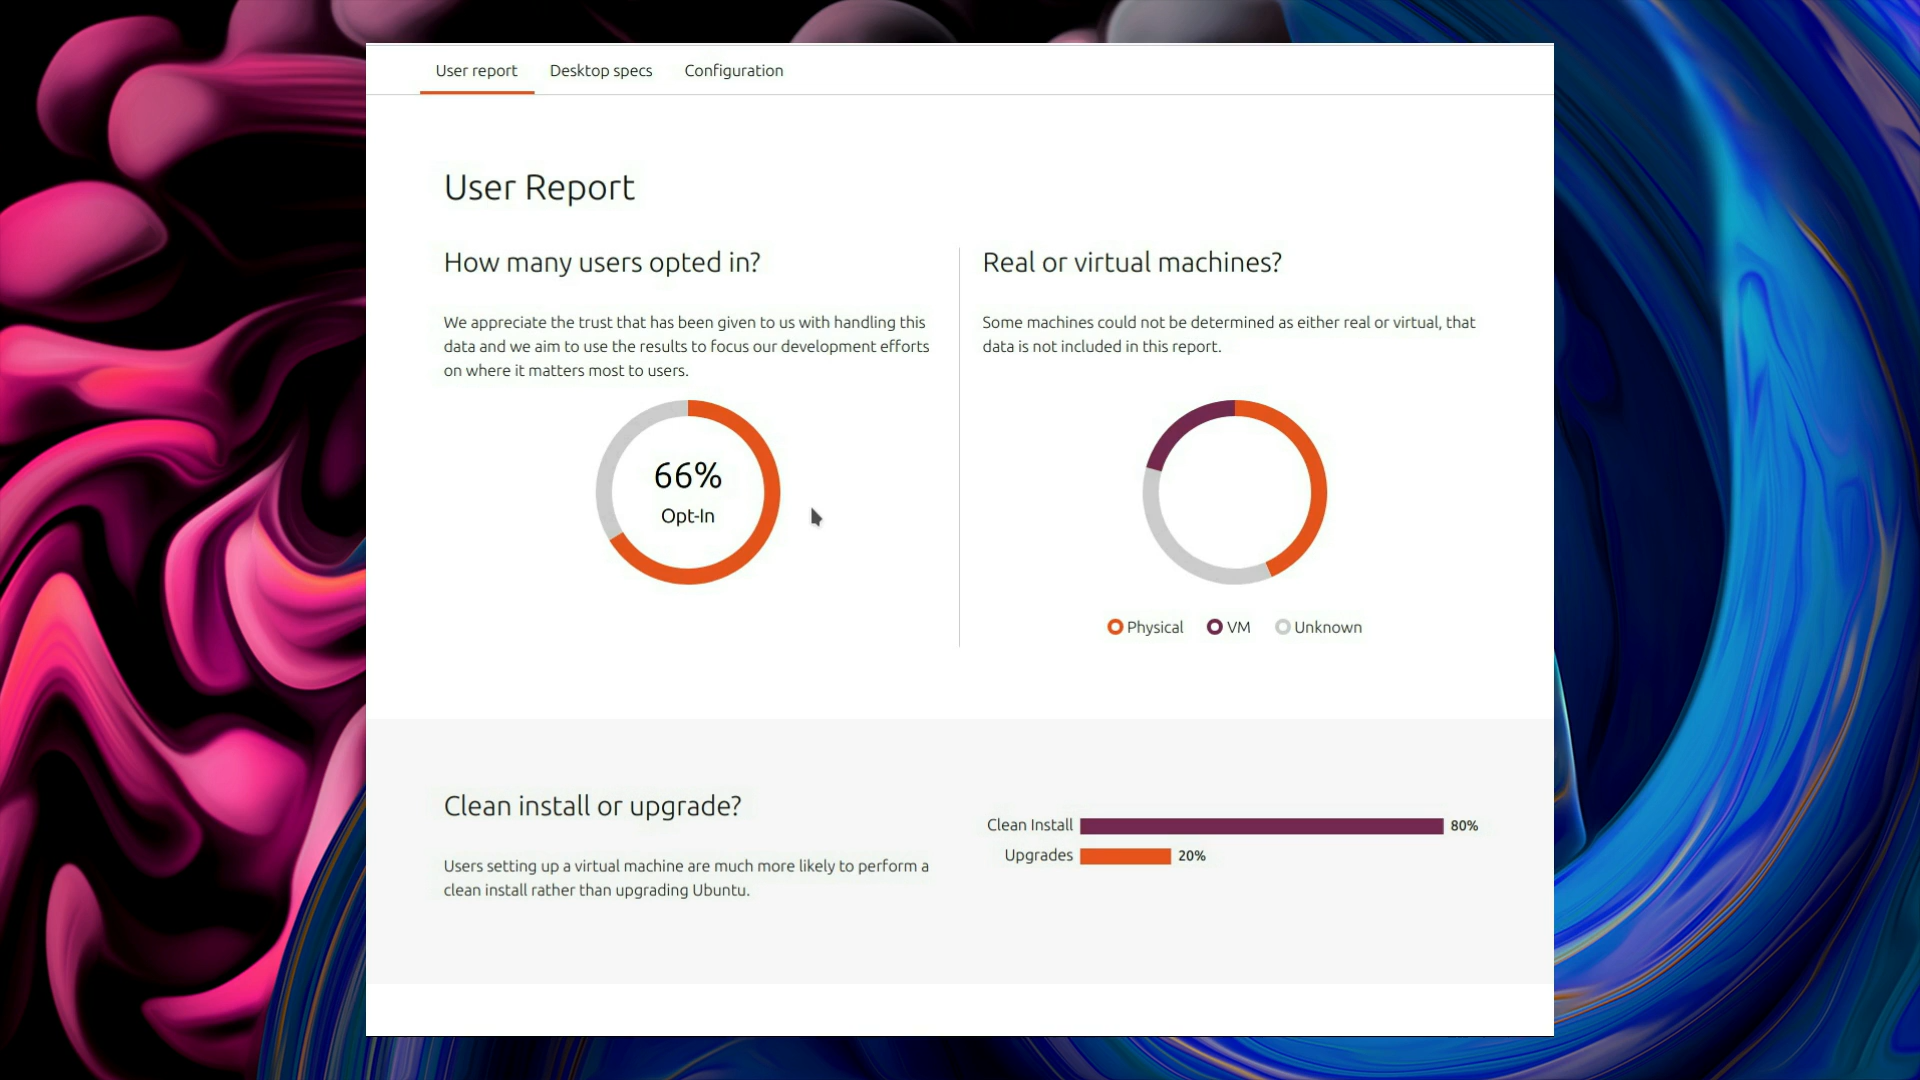 User report
Desktop specs
Configuration
User Report
How many users opted in?
We appreciate the trust that has been given to us with handling this
data and we aim to use the results to focus our development efforts
on where it matters most to users.
66%
Opt-In
Real or virtual machines?
Some machines could not be determined as either real or virtual, that
data is not included in this report.
Physical
VM
Unknown
Clean install or upgrade?
Users setting up a virtual machine are much more likely to perform a
clean install rather than upgrading Ubuntu.
Clean Install 80%
Upgrades 20%